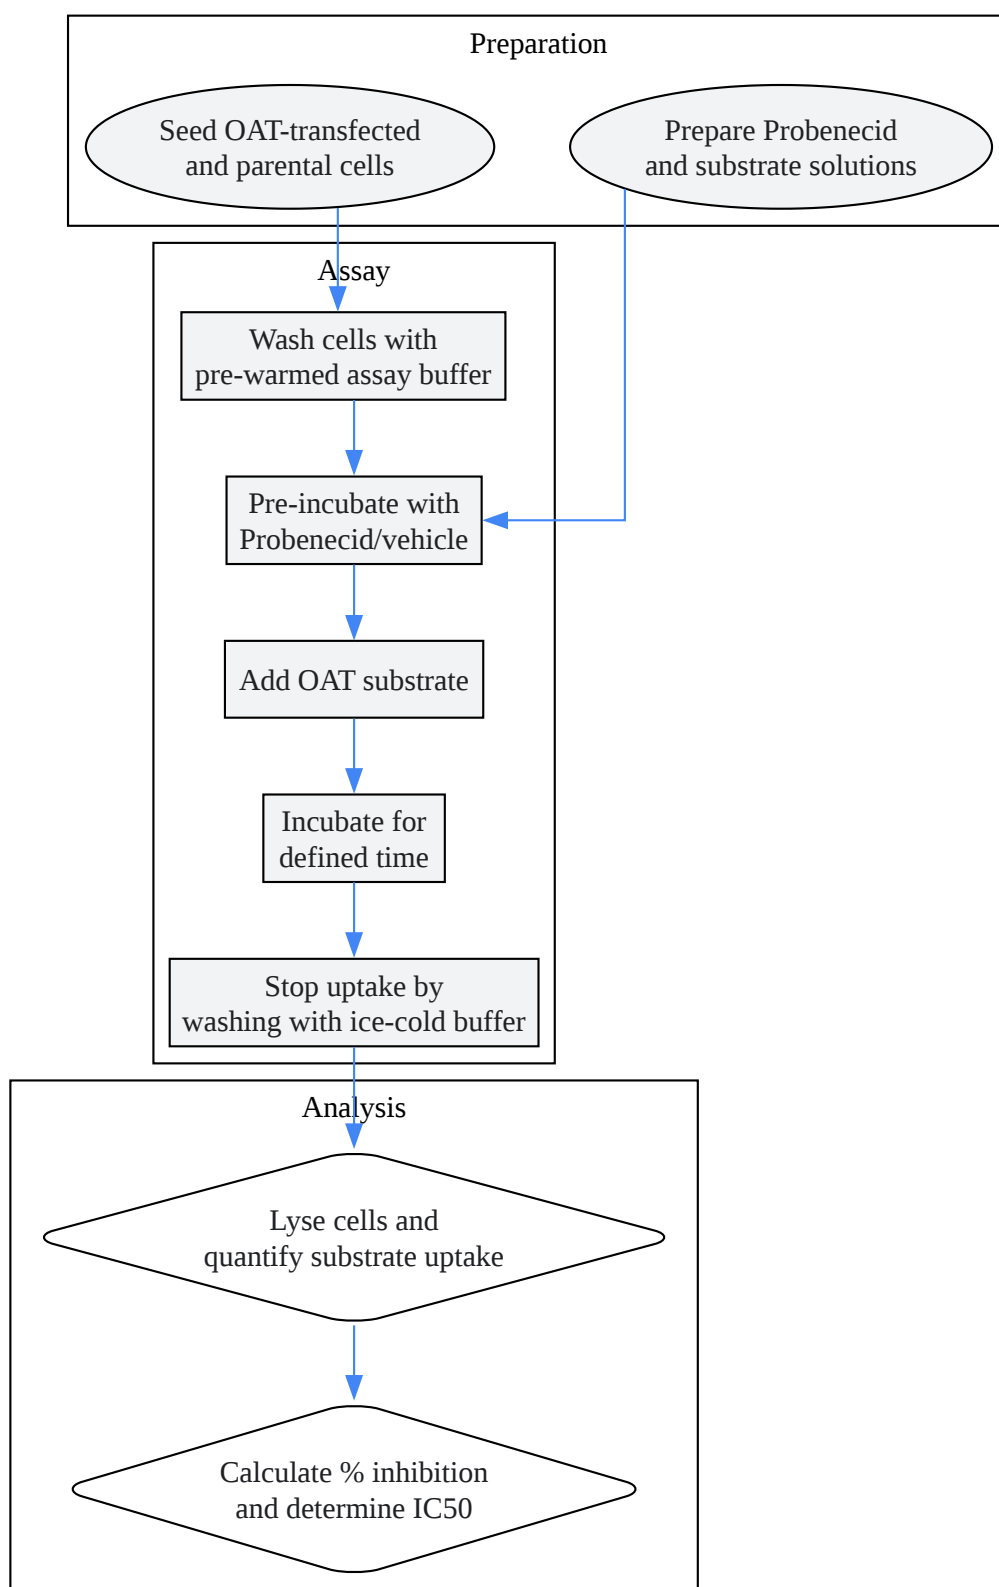 Preparation
Seed OAT-transfected
and parental cells
Prepare Probenecid
and substrate solutions
Assay
Wash cells with
pre-warmed assay buffer
Pre-incubate with
Probenecid/vehicle
Add OAT substrate
Incubate for
defined time
Stop uptake by
washing with ice-cold buffer
Analysis
Lyse cells and
quantify substrate uptake
Calculate % inhibition
and determine IC50